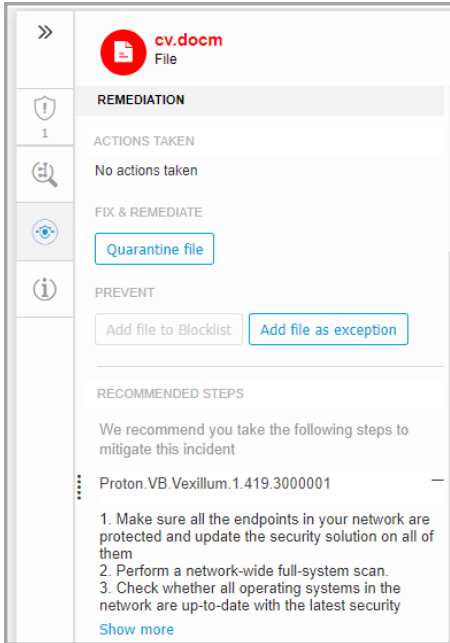 cv.docm
File
REMEDIATION
1
ACTIONS TAKEN
No actions taken
FIX & REMEDIATE
Quarantine file
PREVENT
Add file to Blocklist
Add file as exception
RECOMMENDED STEPS
We recommend you take the following steps to
mitigate this incident
Proton.VB.Vexillum.1.419.3000001
1. Make sure all the endpoints in your network are
protected and update the security solution on all of
them
2. Perform a network-wide full-system scan.
3. Check whether all operating systems in the
network are up-to-date with the latest security
Show more